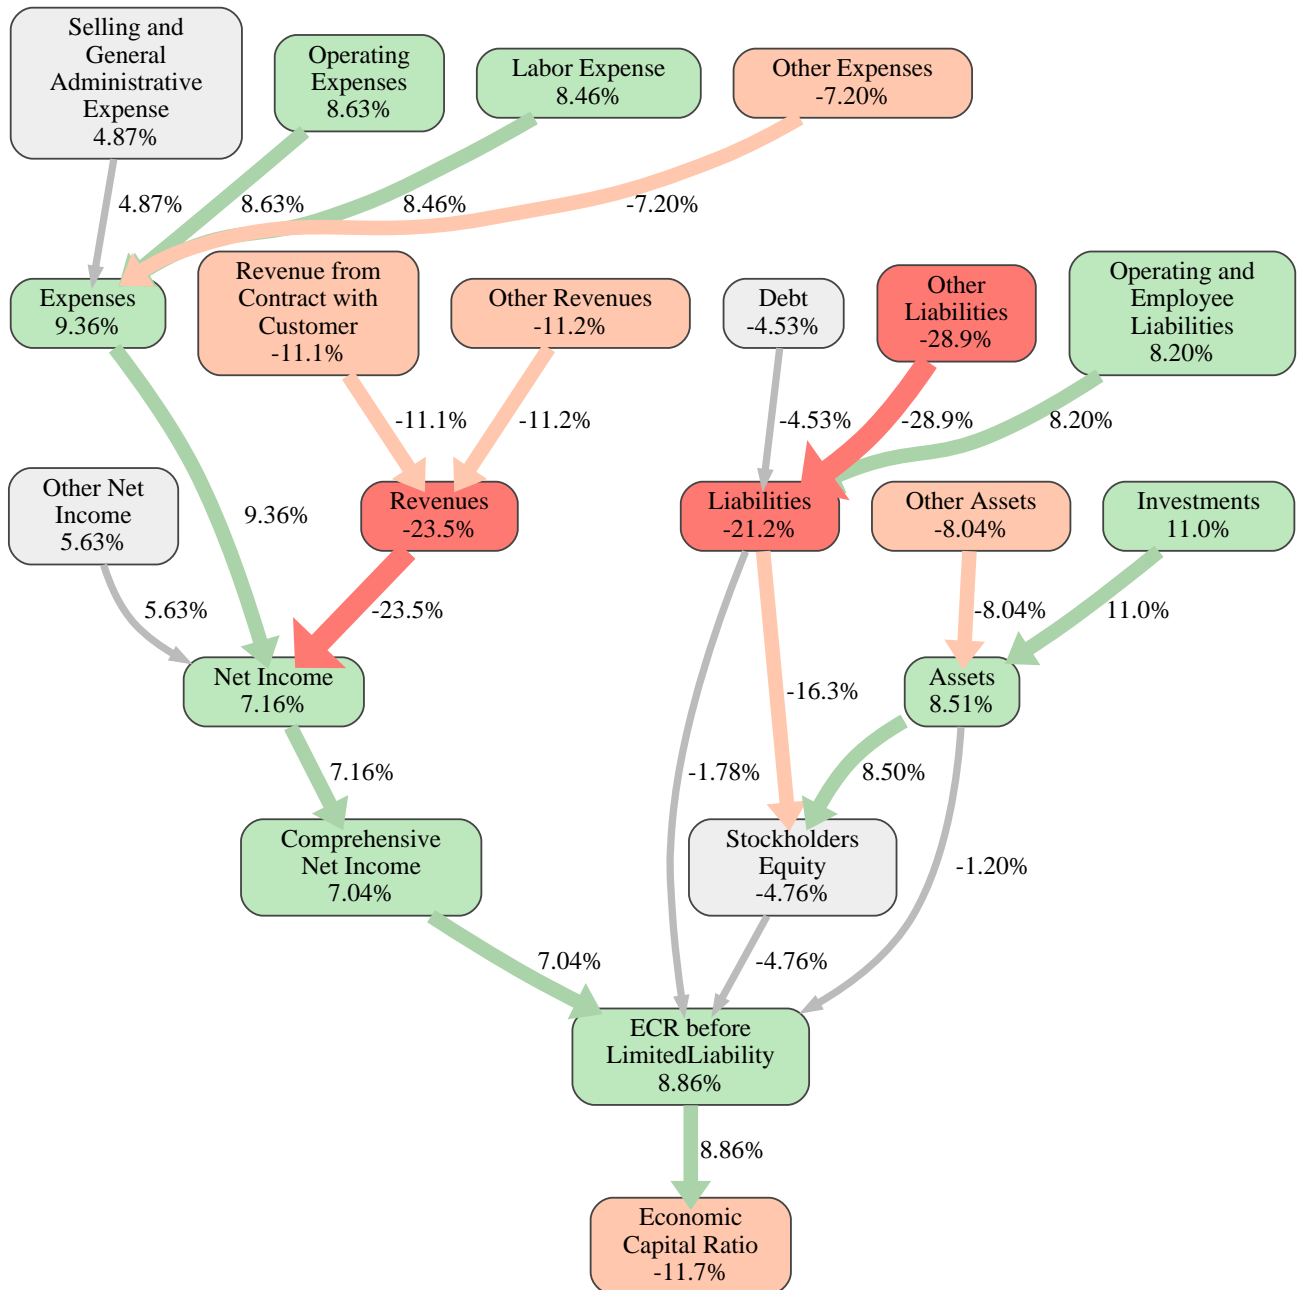 Selling and
General
Administrative
Expense
4.87%
Operating
Expenses
8.63%
Labor Expense
8.46%
Other Expenses
-7.20%
4.87%
8.63%
8.46%
-7.20%
Expenses
9.36%
Revenue from
Contract with
Customer
-11.1%
Other Revenues
-11.2%
Debt
-4.53%
Other
Liabilities
-28.9%
Operating and
Employee
Liabilities
8.20%
-11.1%
-11.2%
-4.53%
-28.9%
8.20%
Other Net
Income
5.63%
9.36%
Revenues
-23.5%
Liabilities
-21.2%
Other Assets
-8.04%
Investments
11.0%
5.63%
-23.5%
-8.04%
11.0%
Net Income
7.16%
-16.3%
Assets
8.51%
7.16%
-1.78%
8.50%
Comprehensive
Net Income
7.04%
Stockholders
Equity
-4.76%
-1.20%
7.04%
-4.76%
ECR before
LimitedLiability
8.86%
8.86%
Economic
Capital Ratio
-11.7%